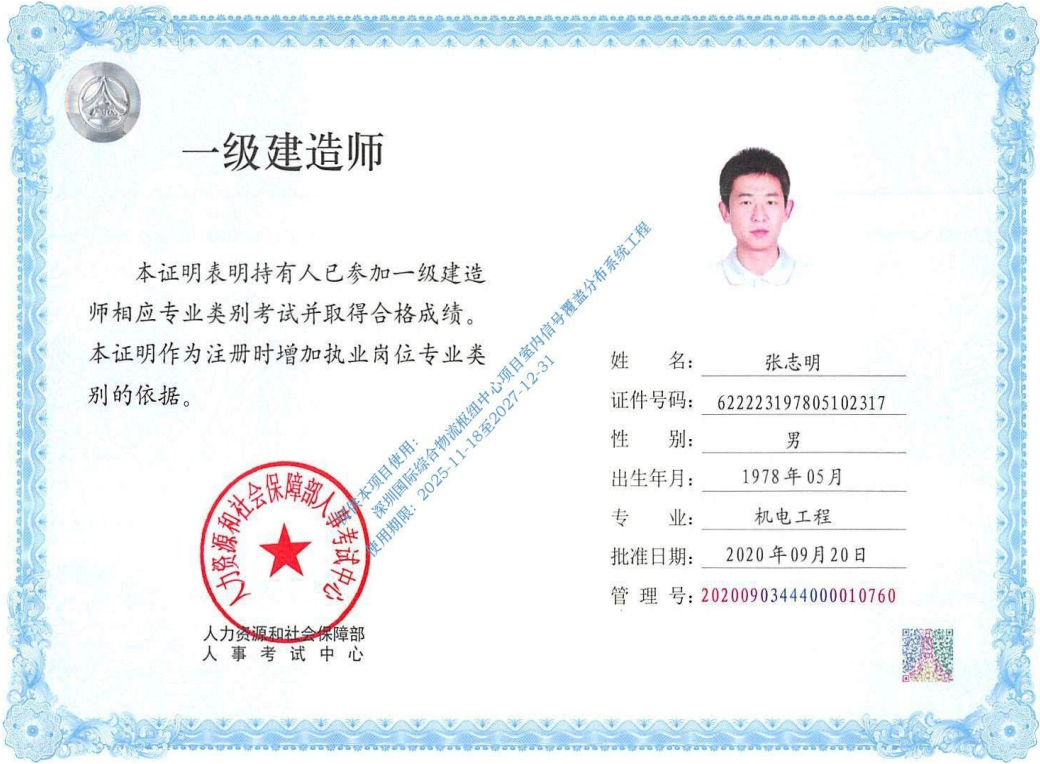 一级建造师
本证明表明持有人已参加一级建造
师相应专业类别考试并取得合格成绩。
本证明作为注册时增加执业岗位专业类
别的依据。
姓 名: 张志明
证件号码: 622223197805102317
性 别: 男
出生年月: 1978年05月
专 业: 机电工程
批准日期: 2020年09月20日
管 理 号: 20200903444000010760
人力资源和社会保障部人事考试中心
人力资源和社会保障部
人 事 考 试 中 心
供本项目使用:
深圳国际综合物流枢纽中心项目室内信号覆盖分布系统工程
使用期限: 2025-11-18至2027-12-31